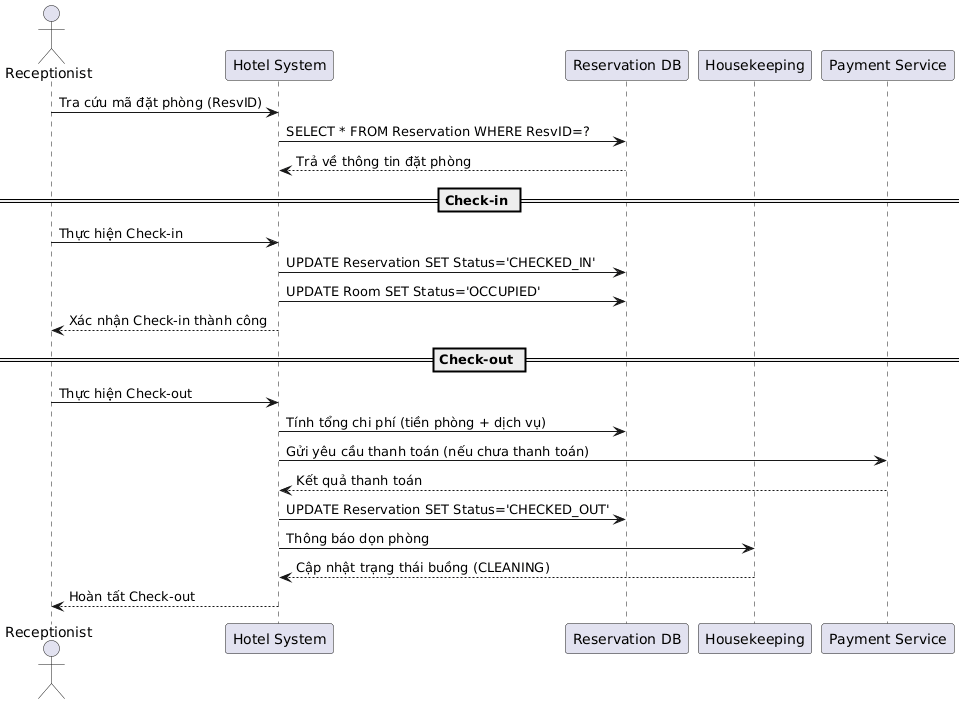 Receptionist
Hotel System
Reservation DB
Housekeeping
Payment Service
Tra cứu mã đặt phòng (ResvID)
SELECT * FROM Reservation WHERE ResvID=?
Trả về thông tin đặt phòng
Check-in
Thực hiện Check-in
UPDATE Reservation SET Status='CHECKED_IN'
UPDATE Room SET Status='OCCUPIED'
Xác nhận Check-in thành công
Check-out
Thực hiện Check-out
Tính tổng chi phí (tiền phòng + dịch vụ)
Gửi yêu cầu thanh toán (nếu chưa thanh toán)
Kết quả thanh toán
UPDATE Reservation SET Status='CHECKED_OUT'
Thông báo dọn phòng
Cập nhật trạng thái buồng (CLEANING)
Hoàn tất Check-out
Receptionist
Hotel System
Reservation DB
Housekeeping
Payment Service